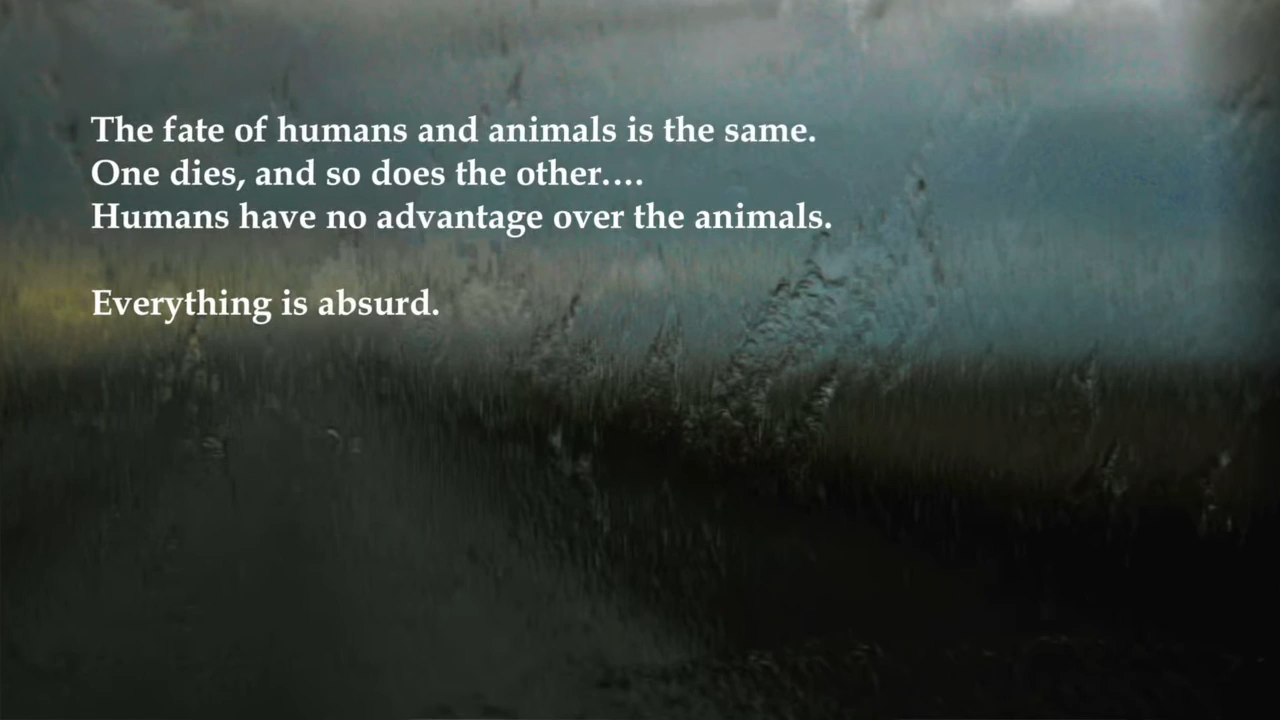 The fate of humans and animals is the same.
One dies, and so does the other….
Humans have no advantage over the animals.
Everything is absurd.